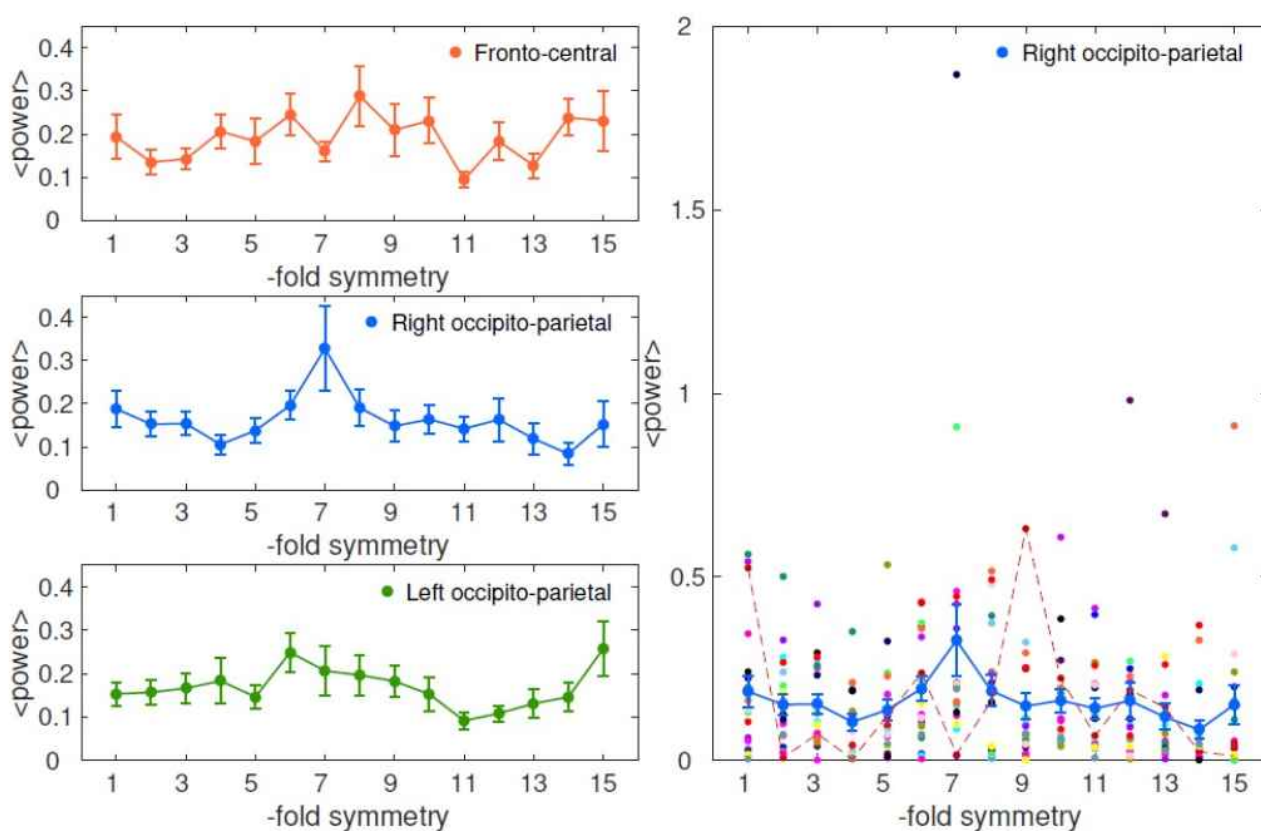 Fronto-central
<power>
0.4
0.3
0.2
0.1
0
1 3 5 7 9 11 13 15
-fold symmetry
Right occipito-parietal
<power>
0.4
0.3
0.2
0.1
0
1 3 5 7 9 11 13 15
-fold symmetry
Left occipito-parietal
<power>
0.4
0.3
0.2
0.1
0
1 3 5 7 9 11 13 15
-fold symmetry
Right occipito-parietal
<power>
2
1.5
1
0.5
0
1 3 5 7 9 11 13 15
-fold symmetry